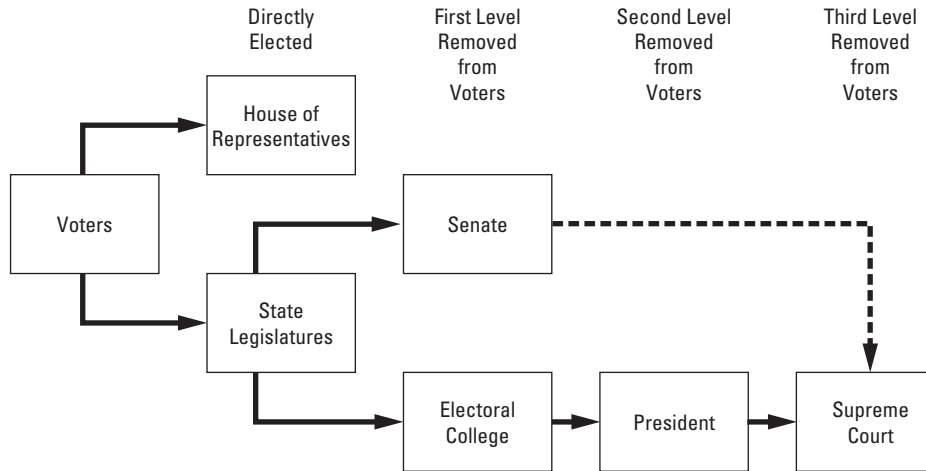 Directly
Elected
First Level
Removed
from
Voters
Second Level
Removed
from
Voters
Third Level
Removed
from
Voters
House of
Representatives
Voters
Senate
State
Legislatures
Electoral
College
President
Supreme
Court